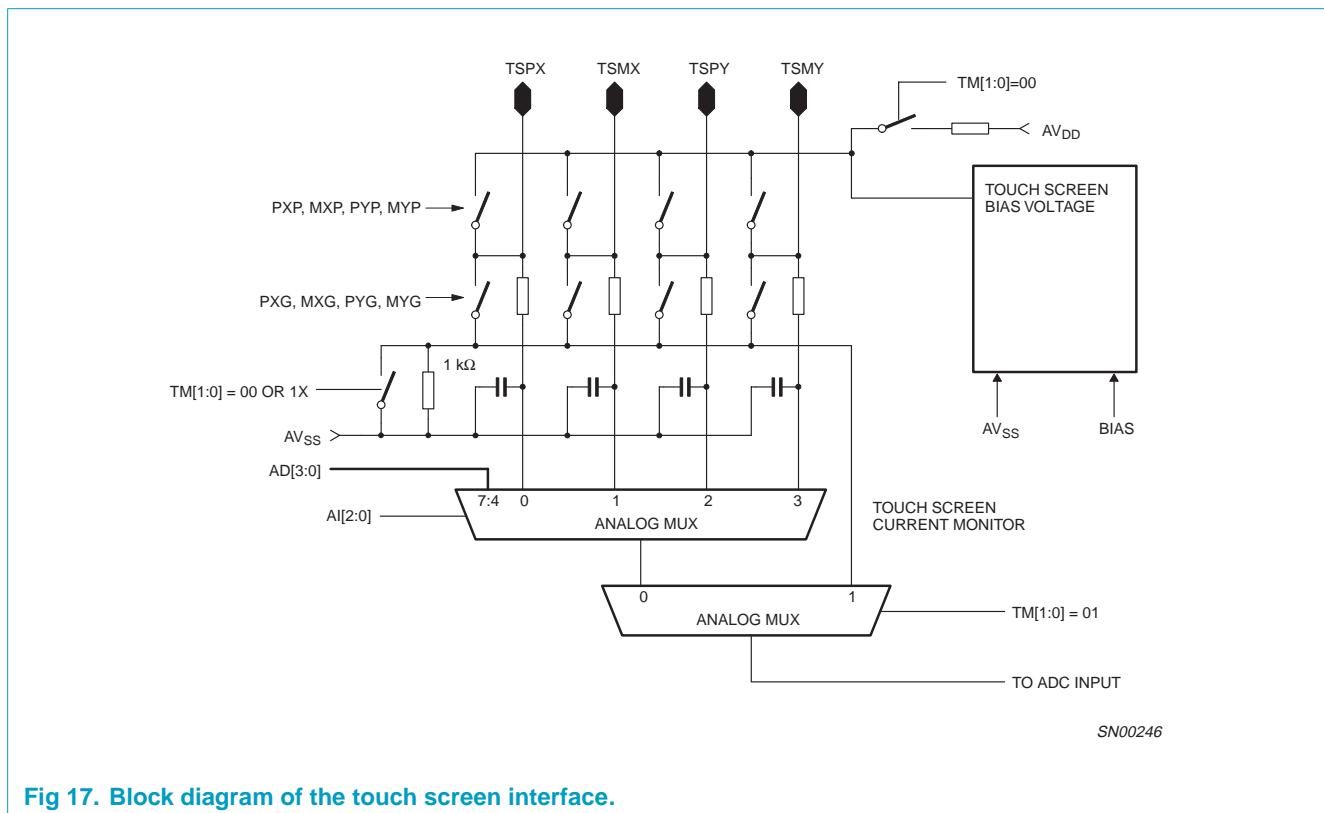 TSPX TSMX TSPY TSMY
TM[1:0]=00
AVDD
TOUCH SCREEN
BIAS VOLTAGE
PXP, MXP, PYP, MYP
PXG, MXG, PYG, MYG
1 kΩ
TM[1:0] = 00 OR 1X
AVSS
AVSS BIAS
AD[3:0]
7:4 0 1 2 3
AI[2:0]
ANALOG MUX
TOUCH SCREEN
CURRENT MONITOR
0 1
ANALOG MUX
TM[1:0] = 01
TO ADC INPUT
SN00246
Fig 17. Block diagram of the touch screen interface.